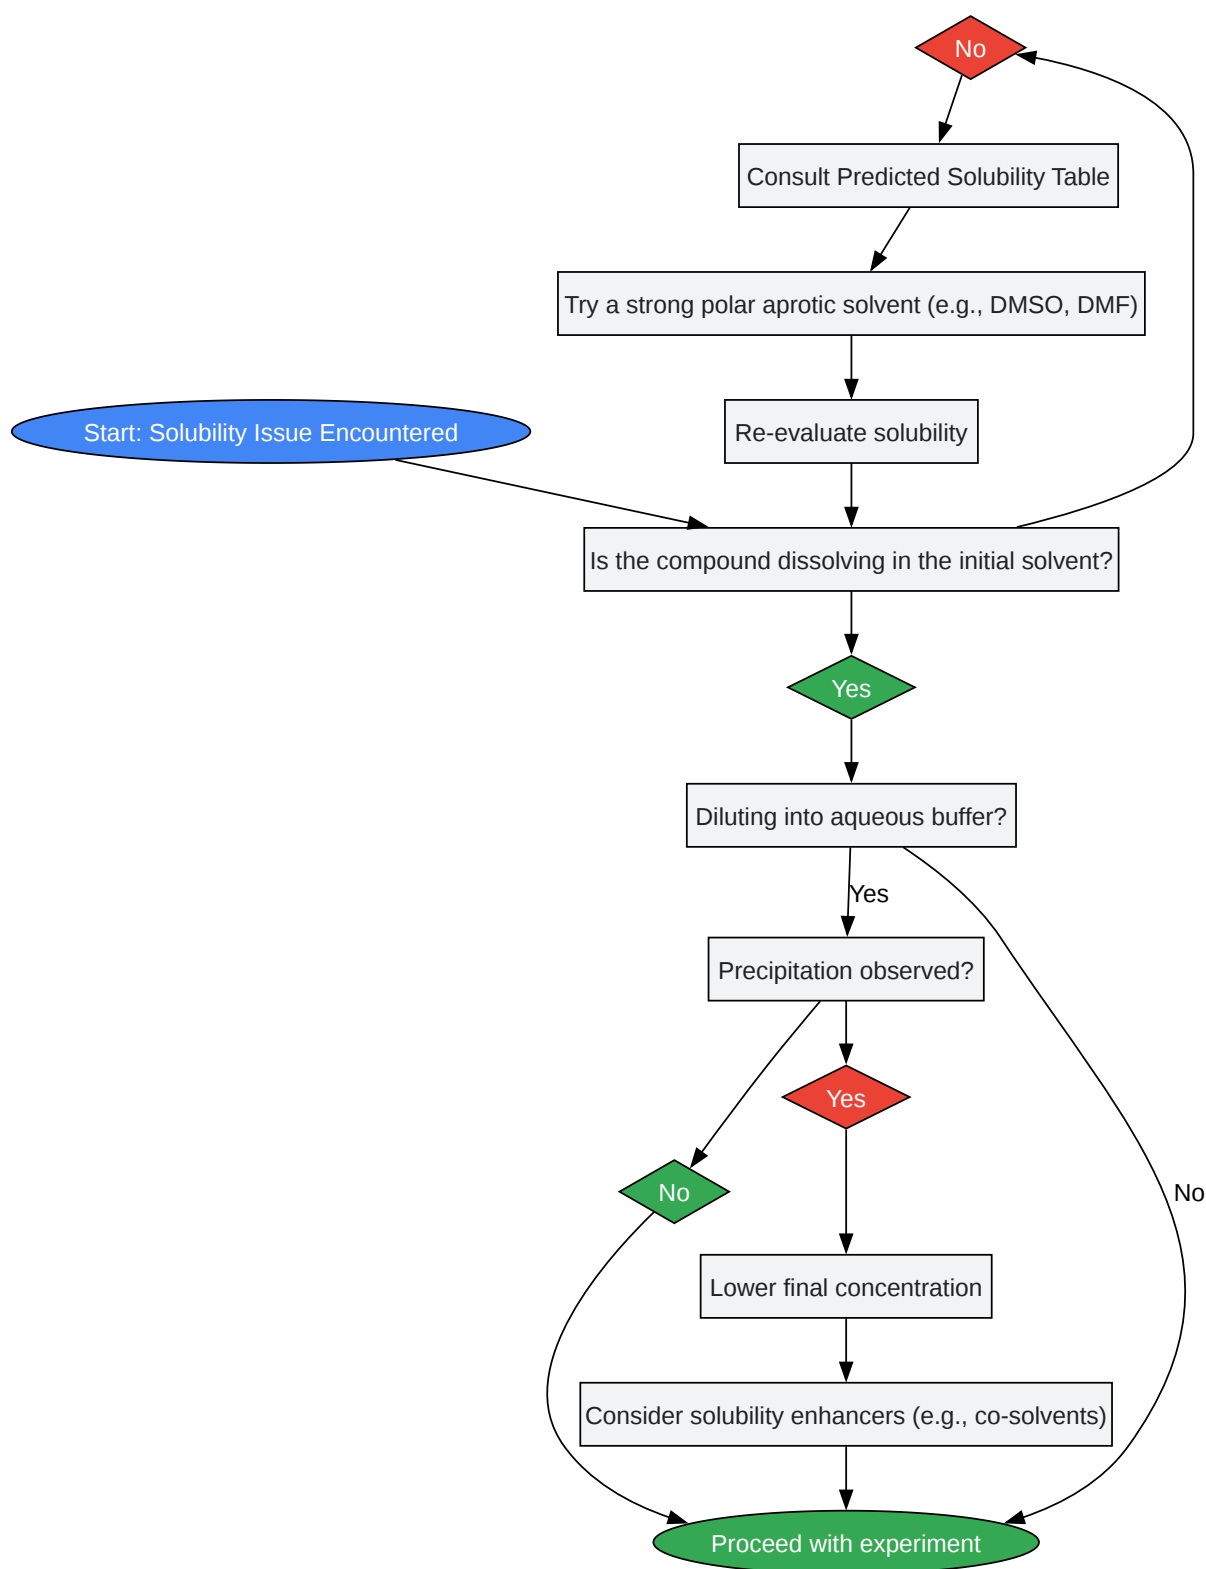 No
Consult Predicted Solubility Table
Try a strong polar aprotic solvent (e.g., DMSO, DMF)
Start: Solubility Issue Encountered
Re-evaluate solubility
Is the compound dissolving in the initial solvent?
Yes
Diluting into aqueous buffer?
Yes
Precipitation observed?
Yes
No
No
Lower final concentration
Consider solubility enhancers (e.g., co-solvents)
Proceed with experiment